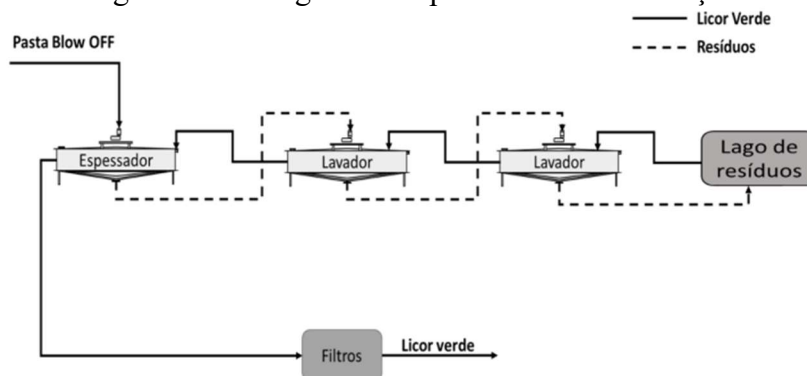 Licor Verde
Pasta Blow OFF
Resíduos
Espessador
Lavador
Lavador
Lago de
resíduos
Filtros
Licor verde